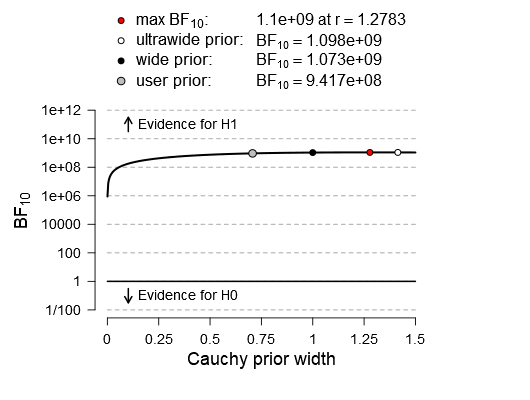 max BF10: 1.1e+09 at r = 1.2783
ultrawide prior: BF10 = 1.098e+09
wide prior: BF10 = 1.073e+09
user prior: BF10 = 9.417e+08
1e+12
↑ Evidence for H1
1e+10
1e+08
1e+06
10000
100
1
↓ Evidence for H0
1/100
BF10
0 0.25 0.5 0.75 1 1.25 1.5
Cauchy prior width